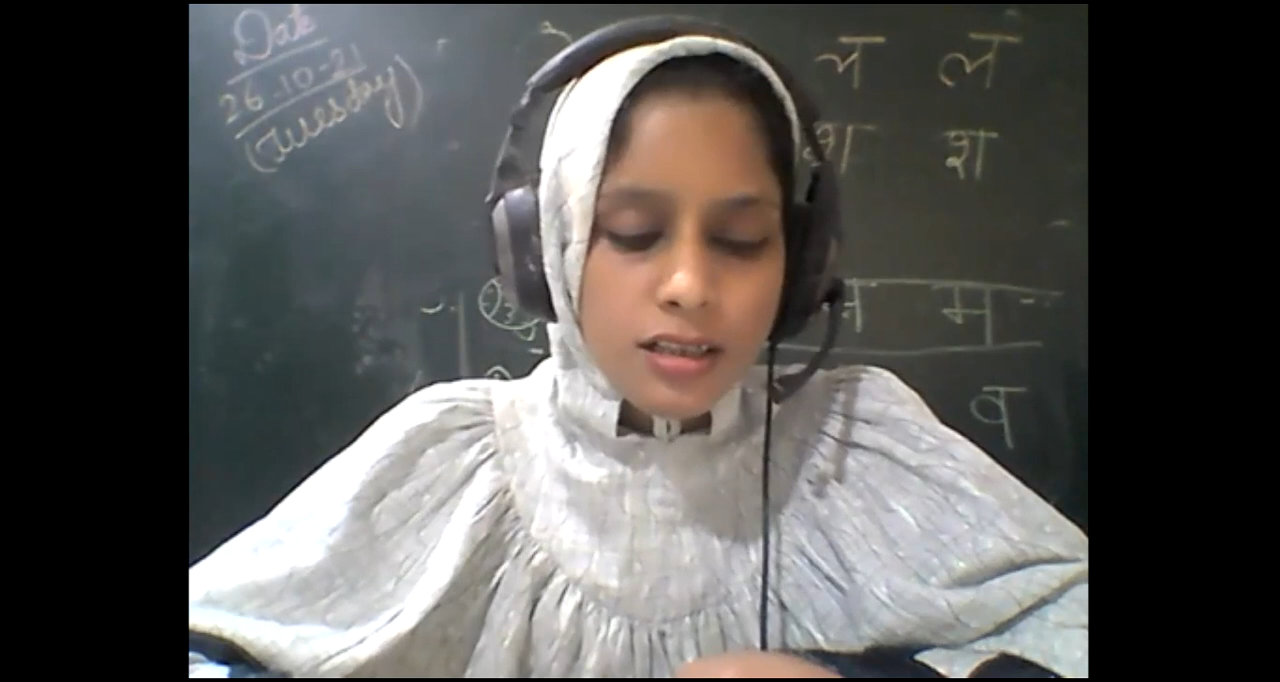 Date
26-10-21
(Tuesday)
ल ल
श श
म
व